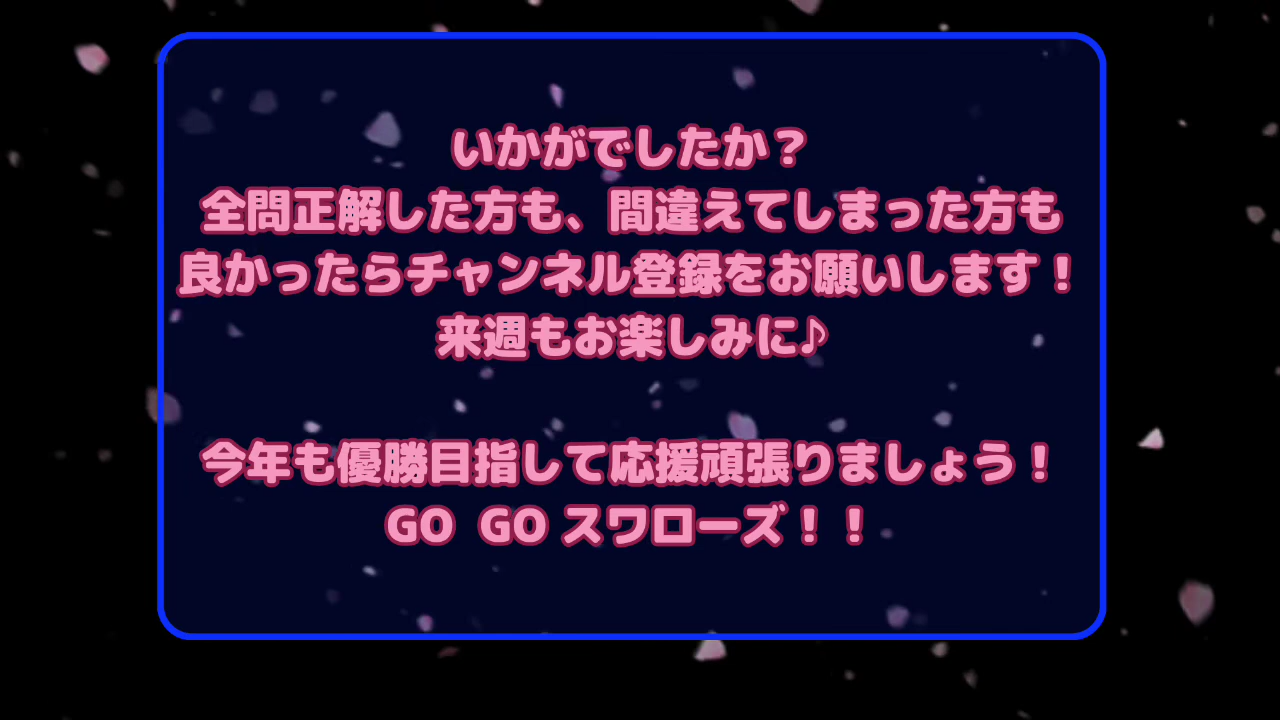 いかがでしたか？
全問正解した方も、間違えてしまった方も
良かったらチャンネル登録をお願いします！
来週もお楽しみに♪
今年も優勝目指して応援頑張りましょう！
GO GO スワローズ！！